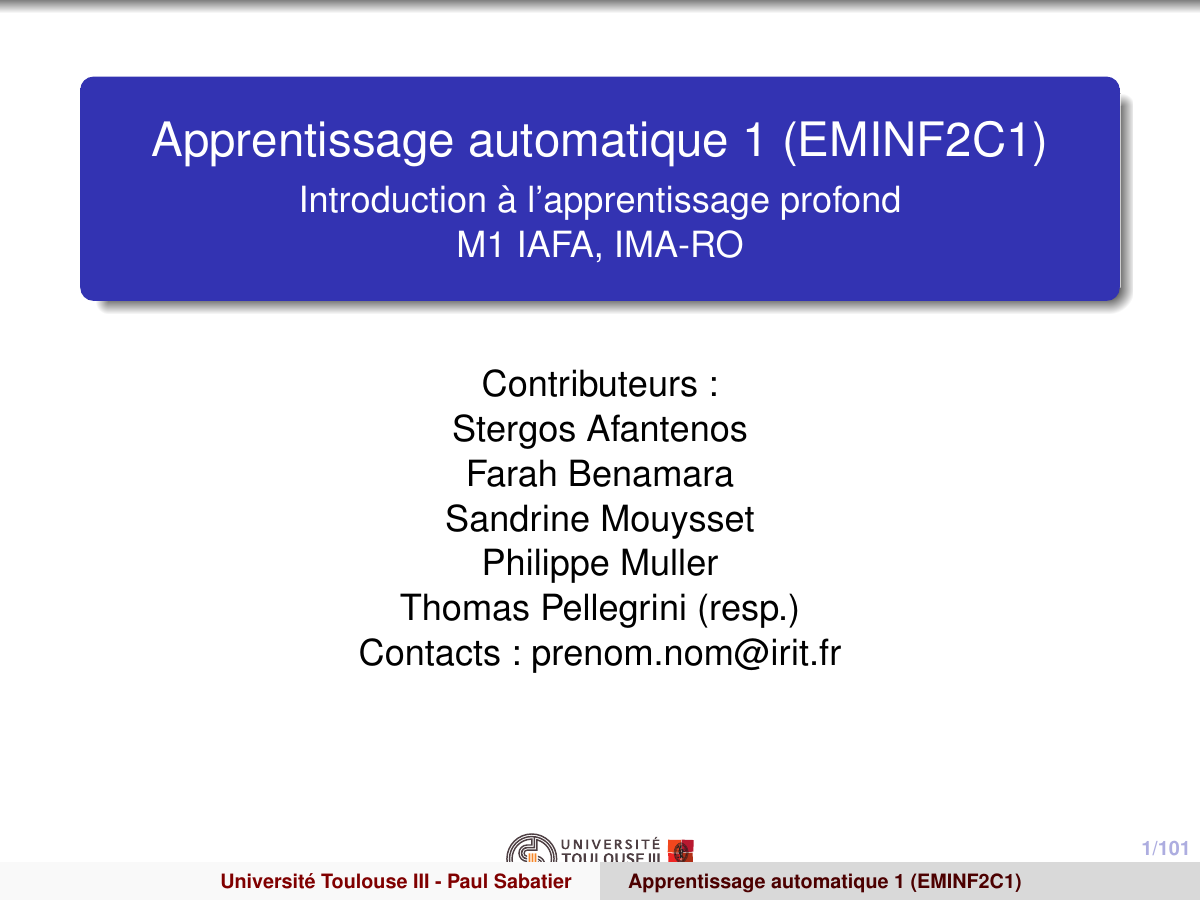 Apprentissage automatique 1 (EMINF2C1)
Introduction à l'apprentissage profond
M1 IAFA, IMA-RO
Contributeurs :
Stergos Afantenos
Farah Benamara
Sandrine Mouysset
Philippe Muller
Thomas Pellegrini (resp.)
Contacts : prenom.nom@irit.fr
UNIVERSITÉ
TOULOUSE III
1/101
Université Toulouse III - Paul Sabatier
Apprentissage automatique 1 (EMINF2C1)